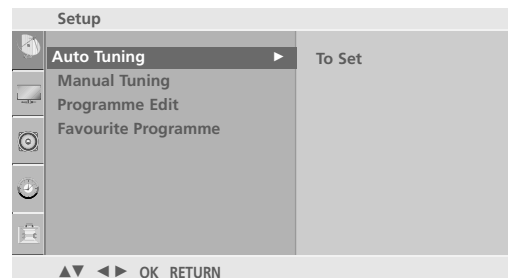 Setup
Auto Tuning ► To Set
Manual Tuning
Programme Edit
Favourite Programme
▲▼ ◄► OK RETURN